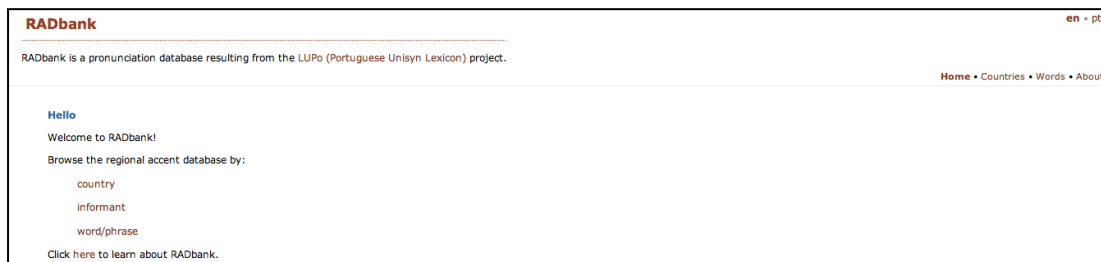 RADbank
en • pt
RADbank is a pronunciation database resulting from the LUPo (Portuguese Unisyn Lexicon) project.
Home • Countries • Words • About
Hello
Welcome to RADbank!
Browse the regional accent database by:
country
informant
word/phrase
Click here to learn about RADbank.